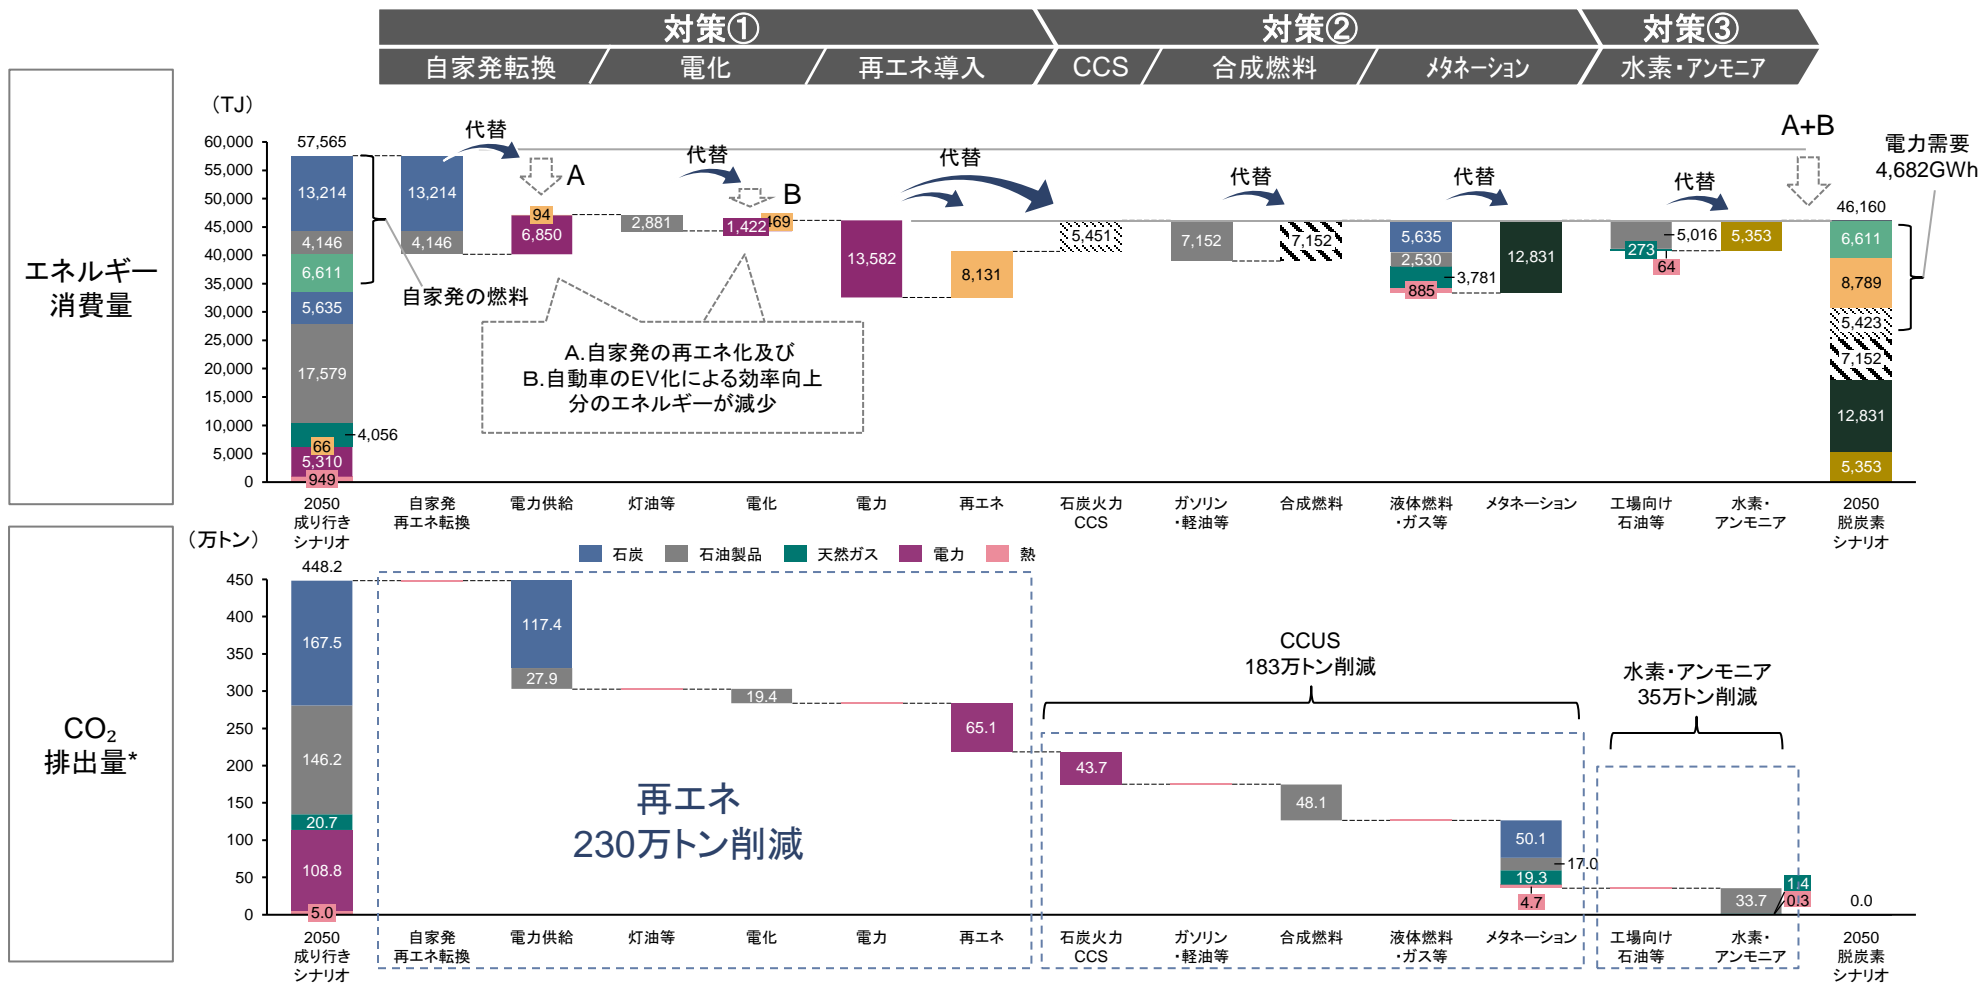 対策①
対策②
対策③
自家発転換
電化
再エネ導入
CCS
合成燃料
メタネーション
水素・アンモニア
エネルギー
消費量
（TJ）
60,000
55,000
50,000
45,000
40,000
35,000
30,000
25,000
20,000
15,000
10,000
5,000
0
57,565
13,214
4,146
6,611
5,635
17,579
4,056
66
5,310
949
自家発の燃料
13,214
4,146
代替
A
94
6,850
2,881
代替
B
1,422
469
13,582
8,131
代替
5,451
7,152
代替
7,152
5,635
2,530
3,781
885
代替
12,831
5,016
273
64
代替
5,353
A+B
46,160
6,611
8,789
5,423
7,152
12,831
5,353
電力需要
4,682GWh
A.自家発の再エネ化及び
B.自動車のEV化による効率向上
分のエネルギーが減少
2050
成り行き
シナリオ
自家発
再エネ転換
電力供給
灯油等
電化
電力
再エネ
石炭火力
CCS
ガソリン
・軽油等
合成燃料
液体燃料
・ガス等
メタネーション
工場向け
石油等
水素・
アンモニア
2050
脱炭素
シナリオ
CO₂
排出量*
（万トン）
石炭
石油製品
天然ガス
電力
熱
450
400
350
300
250
200
150
100
50
0
448.2
167.5
146.2
20.7
108.8
5.0
117.4
27.9
19.4
65.1
再エネ
230万トン削減
43.7
48.1
CCUS
183万トン削減
50.1
17.0
19.3
4.7
水素・アンモニア
35万トン削減
33.7
1.4
0.3
0.0
2050
成り行き
シナリオ
自家発
再エネ転換
電力供給
灯油等
電化
電力
再エネ
石炭火力
CCS
ガソリン
・軽油等
合成燃料
液体燃料
・ガス等
メタネーション
工場向け
石油等
水素・
アンモニア
2050
脱炭素
シナリオ